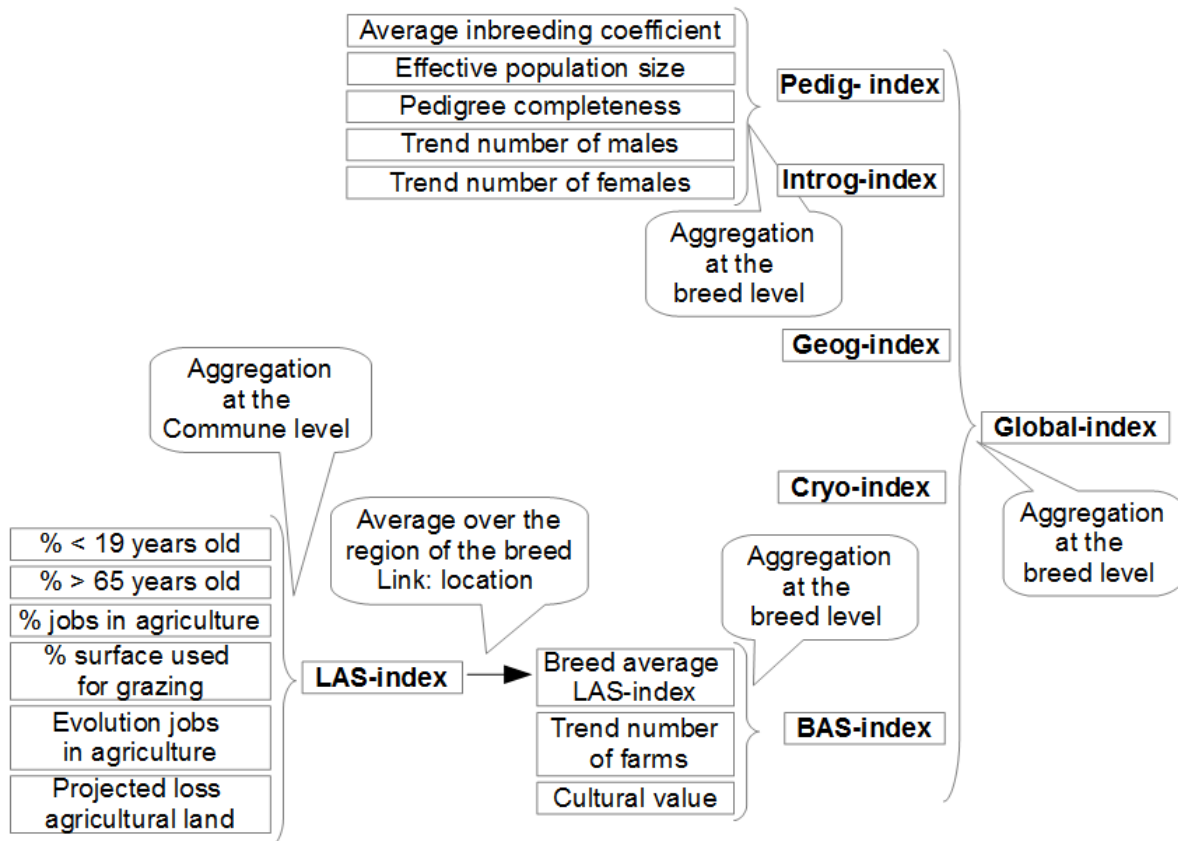 Average inbreeding coefficient
Effective population size
Pedigree completeness
Trend number of males
Trend number of females
Pedig- index
Introg-index
Aggregation
at the
breed level
Geog-index
Aggregation
at the
Commune level
Global-index
Cryo-index
Aggregation
at the
breed level
Average over the
region of the breed
Link: location
Aggregation
at the
breed level
% < 19 years old
% > 65 years old
% jobs in agriculture
% surface used
for grazing
Evolution jobs
in agriculture
Projected loss
agricultural land
LAS-index
Breed average
LAS-index
Trend number
of farms
Cultural value
BAS-index